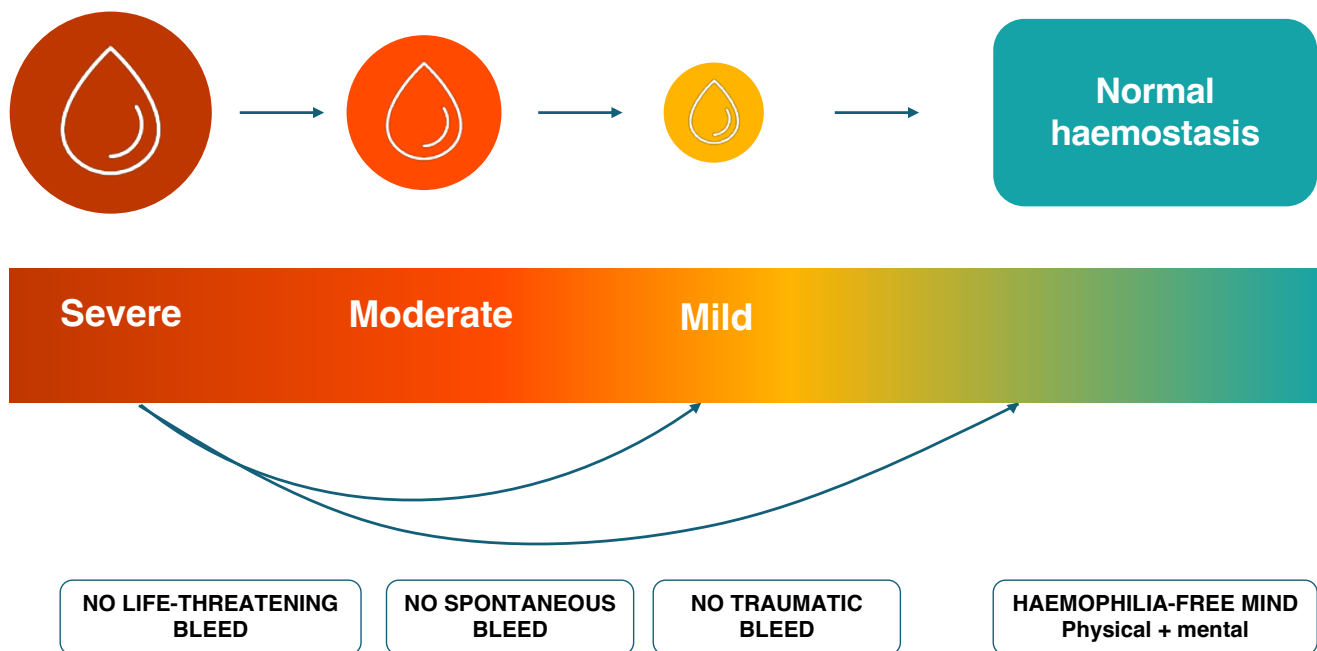 Normal
haemostasis
Severe
Moderate
Mild
NO LIFE-THREATENING
BLEED
NO SPONTANEOUS
BLEED
NO TRAUMATIC
BLEED
HAEMOPHILIA-FREE MIND
Physical + mental